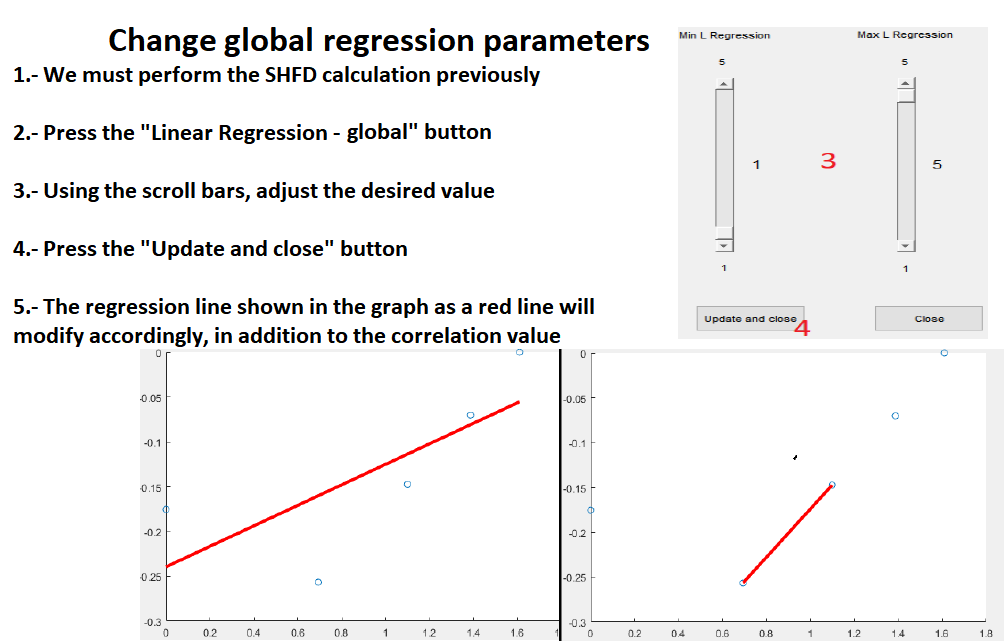 Change global regression parameters
1.- We must perform the SHFD calculation previously
2.- Press the "Linear Regression - global" button
3.- Using the scroll bars, adjust the desired value
4.- Press the "Update and close" button
5.- The regression line shown in the graph as a red line will
modify accordingly, in addition to the correlation value
Min L Regression
Max L Regression
5
5
1
3
5
1
1
Update and close
4
Close
0
-0.05
-0.1
-0.15
-0.2
-0.25
-0.3
0 0.2 0.4 0.6 0.8 1 1.2 1.4 1.6 1
0
-0.05
-0.1
-0.15
-0.2
-0.25
-0.3
0 0.2 0.4 0.6 0.8 1 1.2 1.4 1.6 1.8